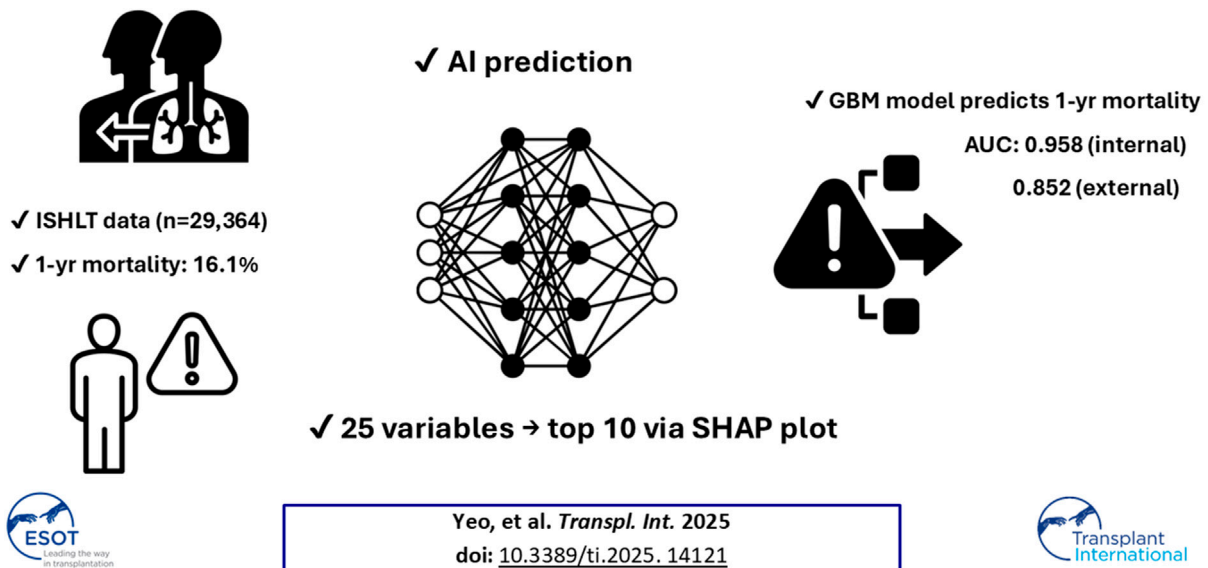 ✓ ISHLT data (n=29,364)
✓ 1-yr mortality: 16.1%
✓ AI prediction
✓ 25 variables → top 10 via SHAP plot
✓ GBM model predicts 1-yr mortality
AUC: 0.958 (internal)
0.852 (external)
ESOT
Leading the way
in transplantation
Yeo, et al. Transpl. Int. 2025
doi: 10.3389/ti.2025. 14121
Transplant
International